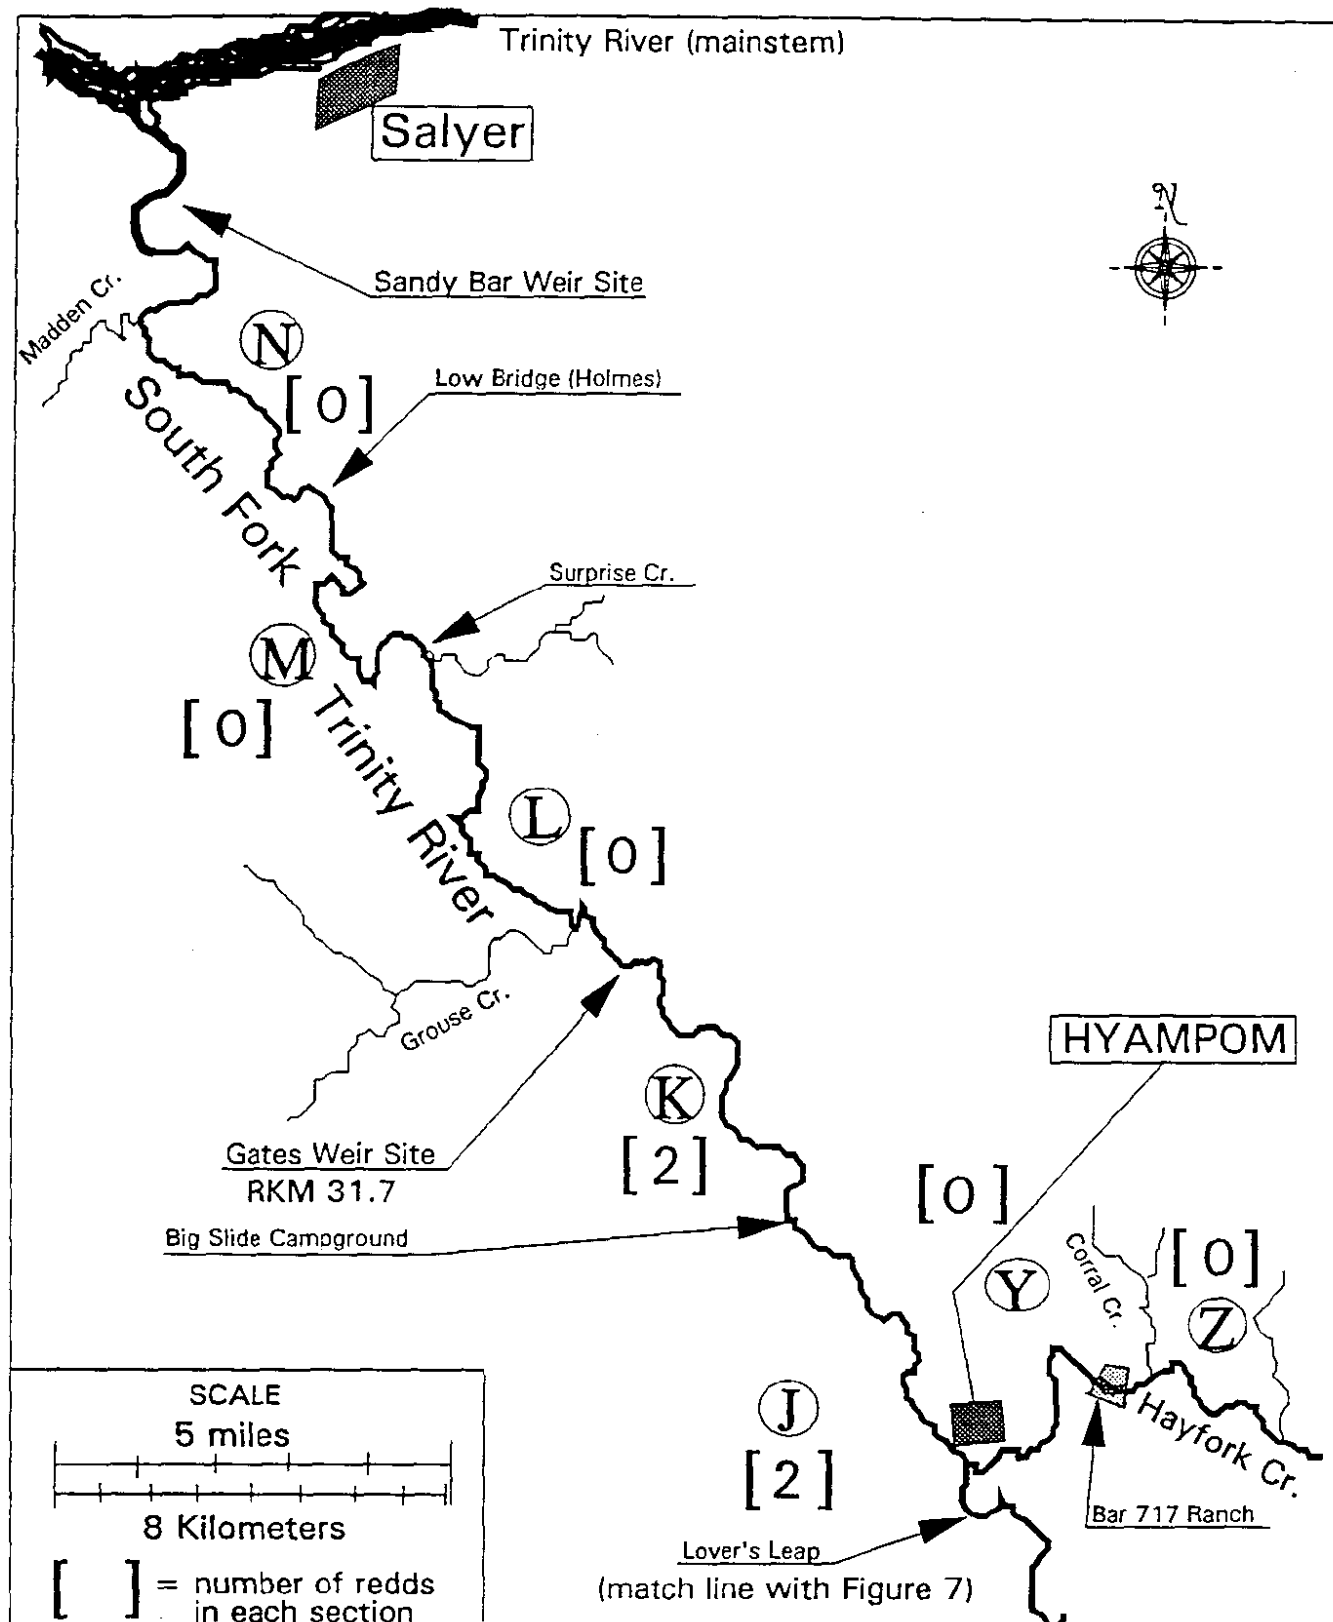 Trinity River (mainstem)
Salyer
N
Sandy Bar Weir Site
Madden Cr.
N
[0]
Low Bridge (Holmes)
South Fork
Surprise Cr.
M
[0]
Trinity River
L
[0]
Grouse Cr.
HYAMPOM
K
[2]
Gates Weir Site
RKM 31.7
Big Slide Campground
[0]
Y
Corral Cr.
[0]
Z
J
[2]
Hayfork Cr.
Bar 717 Ranch
Lover's Leap
(match line with Figure 7)
SCALE
5 miles
8 Kilometers
[ ] = number of redds
in each section